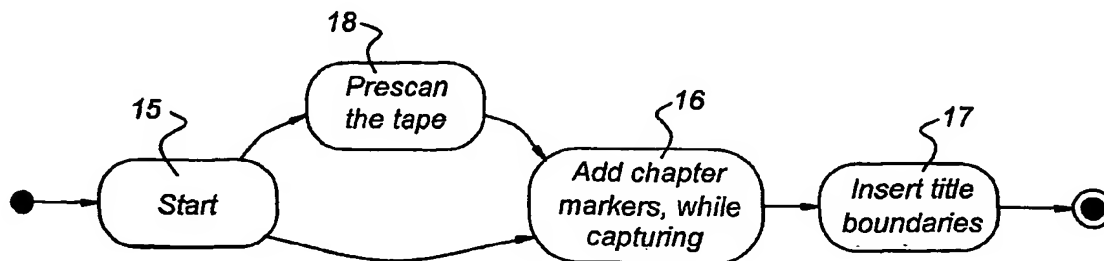 18
Prescan
the tape
15
Start
16
Add chapter
markers, while
capturing
17
Insert title
boundaries